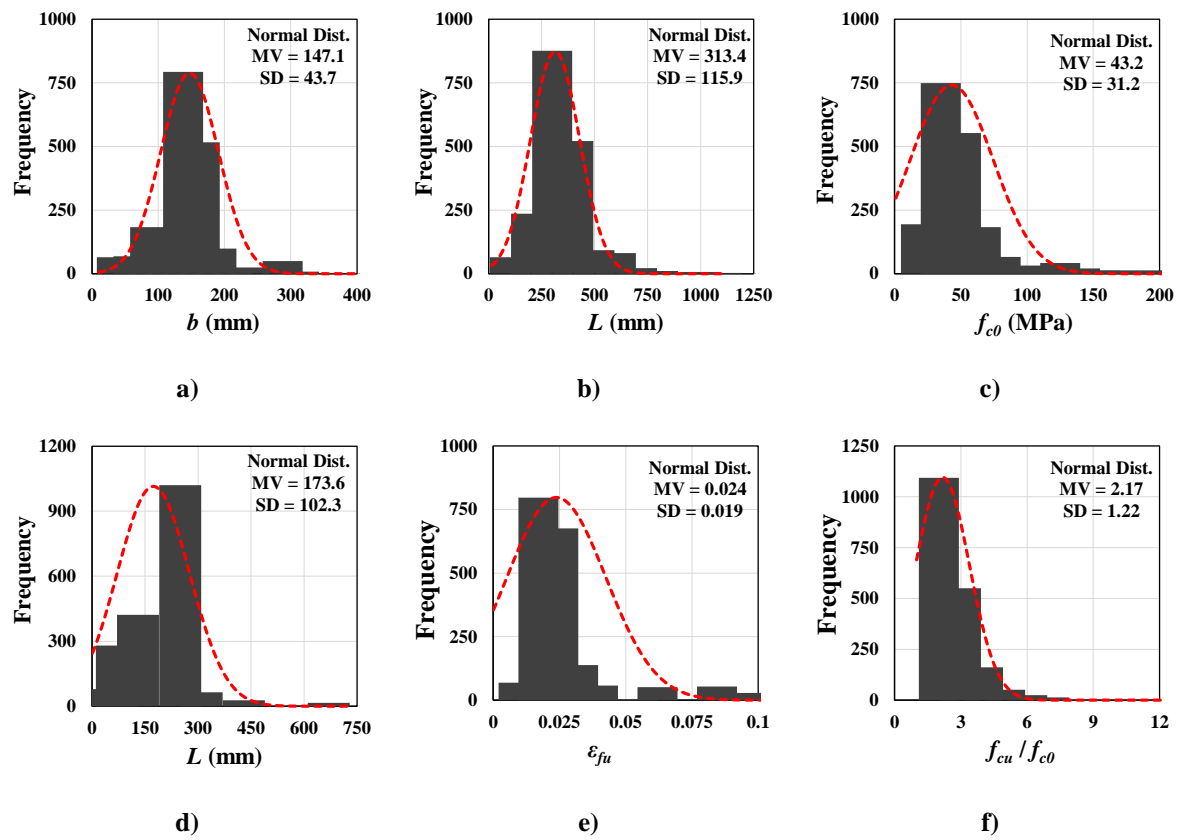 1000
750
500
250
0
Frequency
Normal Dist.
MV = 147.1
SD = 43.7
0 100 200 300 400
b (mm)
a)
1000
750
500
250
0
Frequency
Normal Dist.
MV = 313.4
SD = 115.9
0 250 500 750 1000 1250
L (mm)
b)
1000
750
500
250
0
Frequency
Normal Dist.
MV = 43.2
SD = 31.2
0 50 100 150 200
fc0 (MPa)
c)
1200
900
600
300
0
Frequency
Normal Dist.
MV = 173.6
SD = 102.3
0 150 300 450 600 750
L (mm)
d)
1000
750
500
250
0
Frequency
Normal Dist.
MV = 0.024
SD = 0.019
0 0.025 0.05 0.075 0.1
εfu
e)
1250
1000
750
500
250
0
Frequency
Normal Dist.
MV = 2.17
SD = 1.22
0 3 6 9 12
fcu / fc0
f)